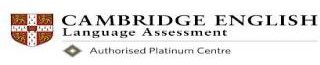 CAMBRIDGE ENGLISH
Language Assessment
Authorised Platinum Centre